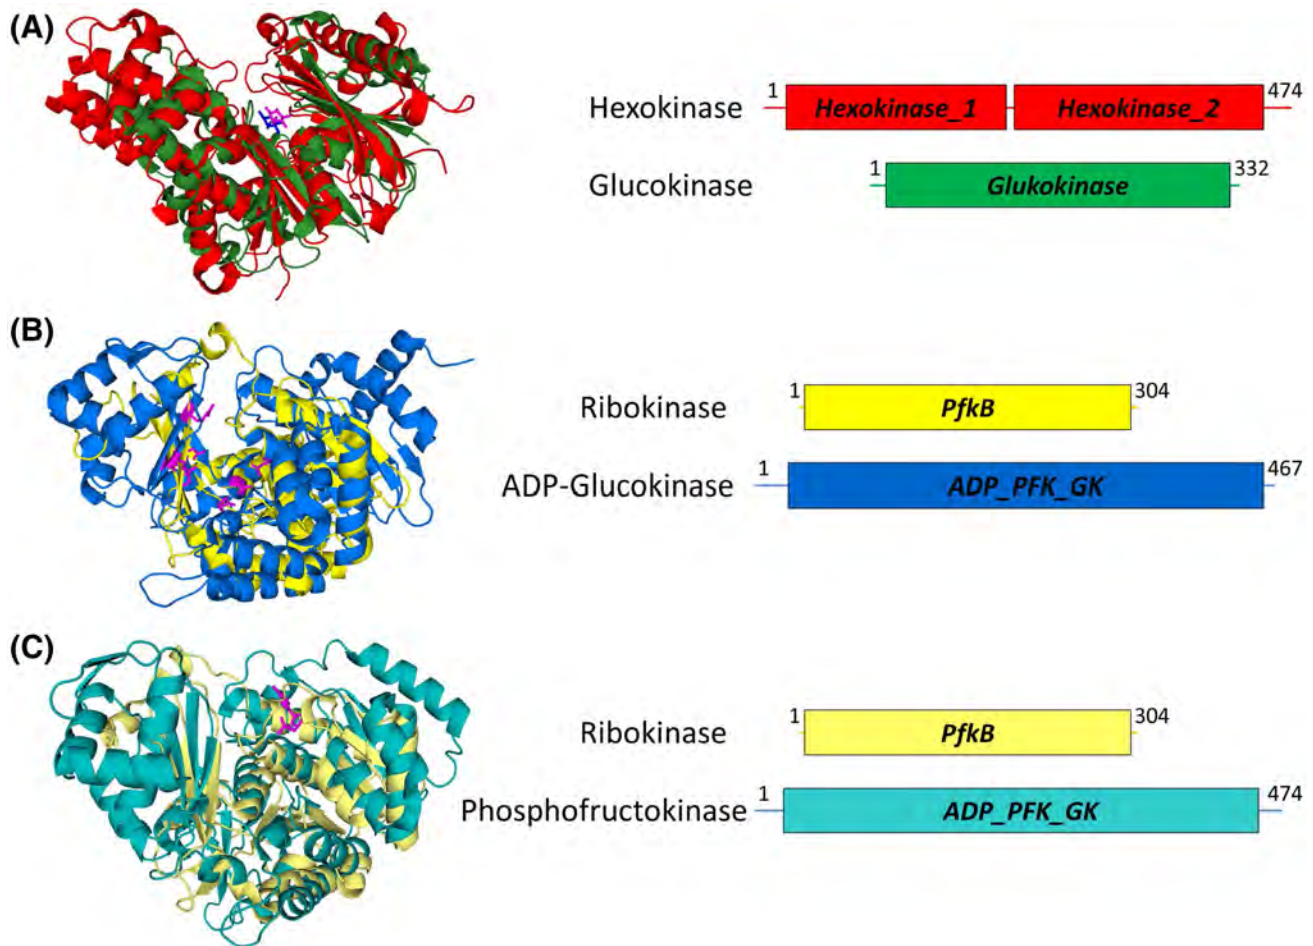 (A)
1
474
Hexokinase
Hexokinase_1
Hexokinase_2
1
332
Glucokinase
Glukokinase
(B)
1
304
Ribokinase
PfkB
1
467
ADP-Glucokinase
ADP_PFK_GK
(C)
1
304
Ribokinase
PfkB
1
474
Phosphofructokinase
ADP_PFK_GK